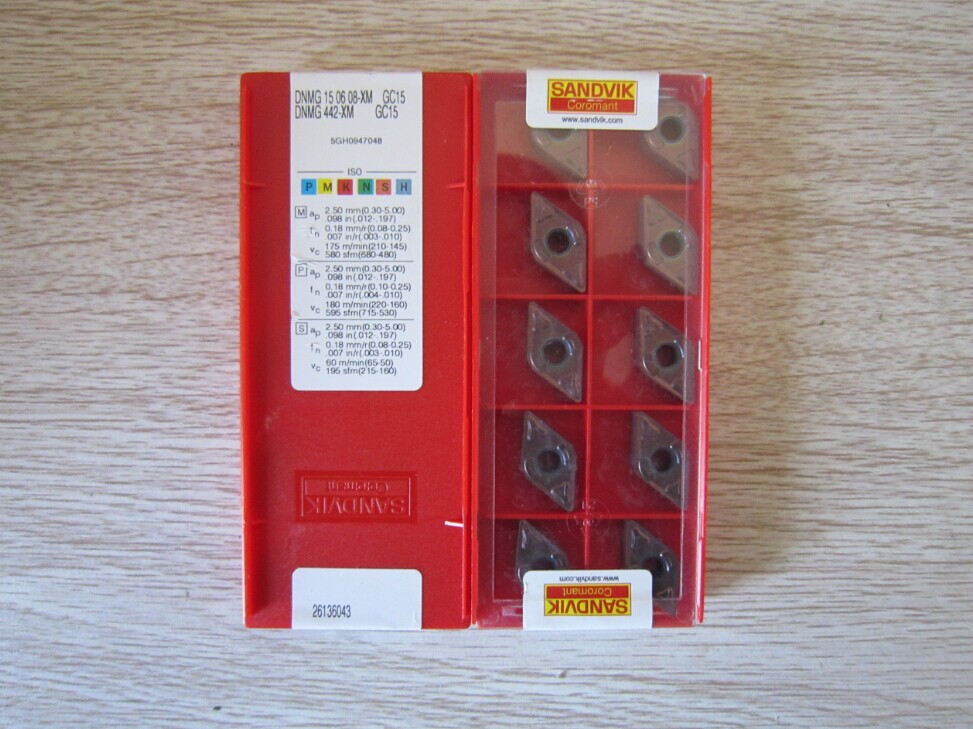 DNMG 15 06 08-XM GC15
DNMG 442-XM GC15
5GH0947048
ISO
P M K N S H
M ap 2.50 mm(0.30-5.00)
.098 in(.012-.197)
fn 0.18 mm/r(0.08-0.25)
.007 in/r(.003-.010)
vc 175 m/min(210-145)
580 sfm(680-480)
P ap 2.50 mm(0.30-5.00)
.098 in(.012-.197)
fn 0.18 mm/r(0.10-0.25)
.007 in/r(.004-.010)
vc 180 m/min(220-160)
595 sfm(715-530)
S ap 2.50 mm(0.30-5.00)
.098 in(.012-.197)
fn 0.18 mm/r(0.08-0.25)
.007 in/r(.003-.010)
vc 60 m/min(65-50)
195 sfm(215-160)
SANDVIK
Coromant
26136043
SANDVIK
Coromant
www.sandvik.com
SANDVIK
Coromant
www.sandvik.com